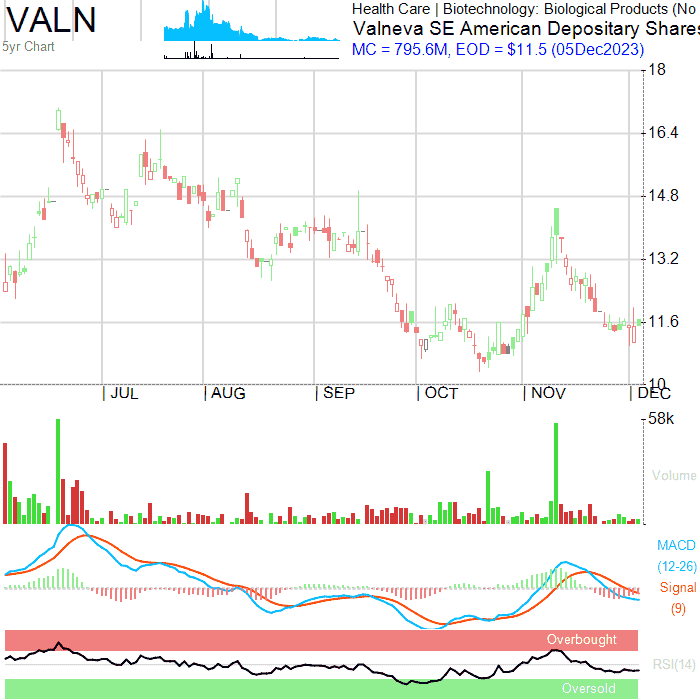 VALN
5yr Chart
Health Care | Biotechnology: Biological Products (No
Valneva SE American Depositary Shares
MC = 795.6M, EOD = $11.5 (05Dec2023)
18
16.4
14.8
13.2
11.6
10
| JUL | AUG | SEP | OCT | NOV | DEC
58k
Volume
MACD
(12-26)
Signal
(9)
Overbought
RSI(14)
Oversold